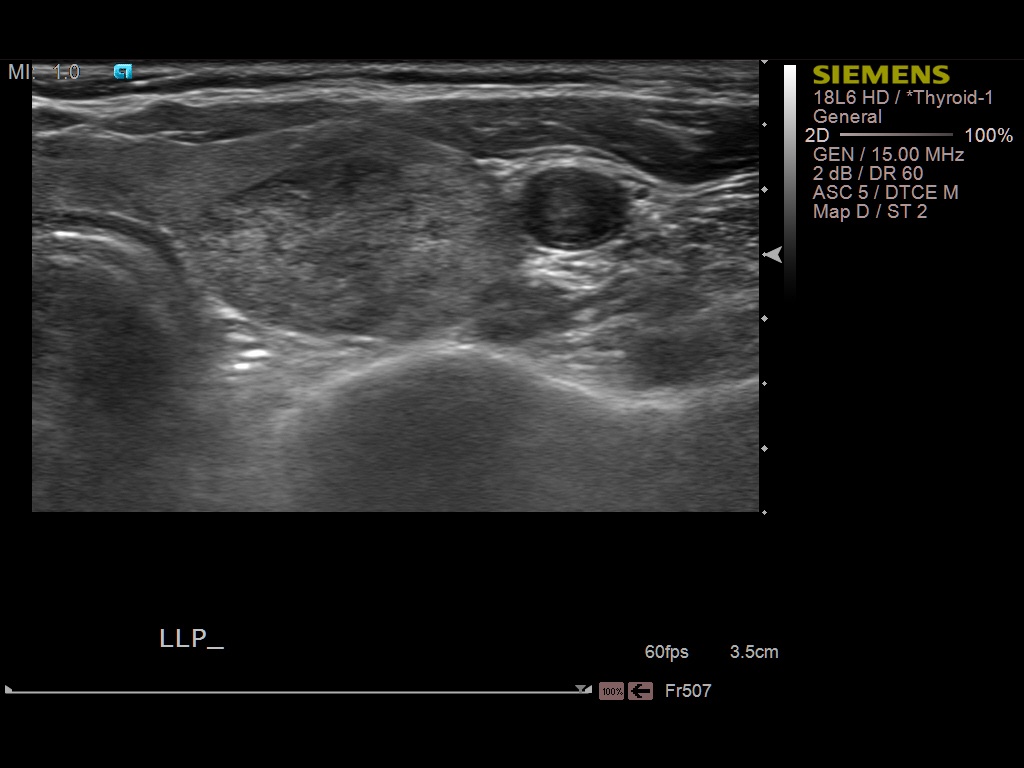 MI: 1.0
SIEMENS
18L6 HD / *Thyroid-1
General
2D 100%
GEN / 15.00 MHz
2 dB / DR 60
ASC 5 / DTCE M
Map D / ST 2
LLP_
60fps 3.5cm
100% Fr507